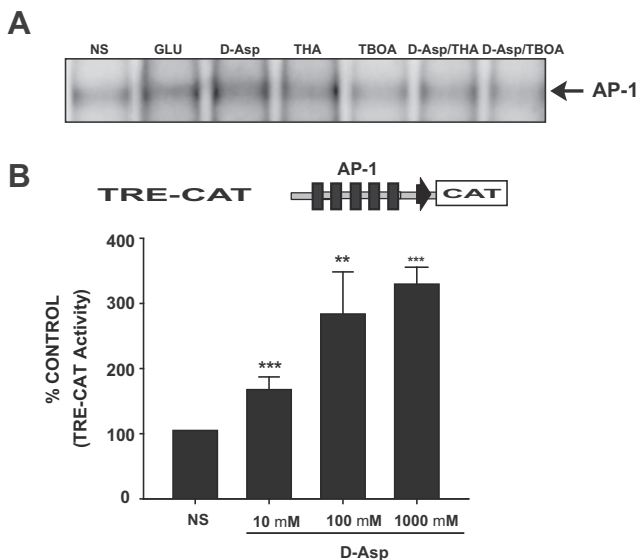 A
NS GLU D-Asp THA TBOA D-Asp/THA D-Asp/TBOA
AP-1
B
AP-1
TRE-CAT
CAT
% CONTROL
(TRE-CAT Activity)
400
300
200
100
0
***
**
***
NS 10 mM 100 mM 1000 mM
D-Asp